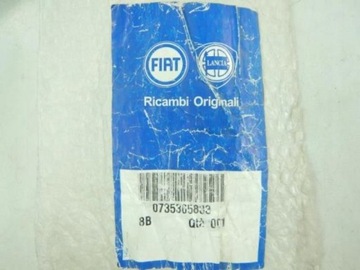 FIAT
LANCIA
Ricambi Originali
0735365833
8B